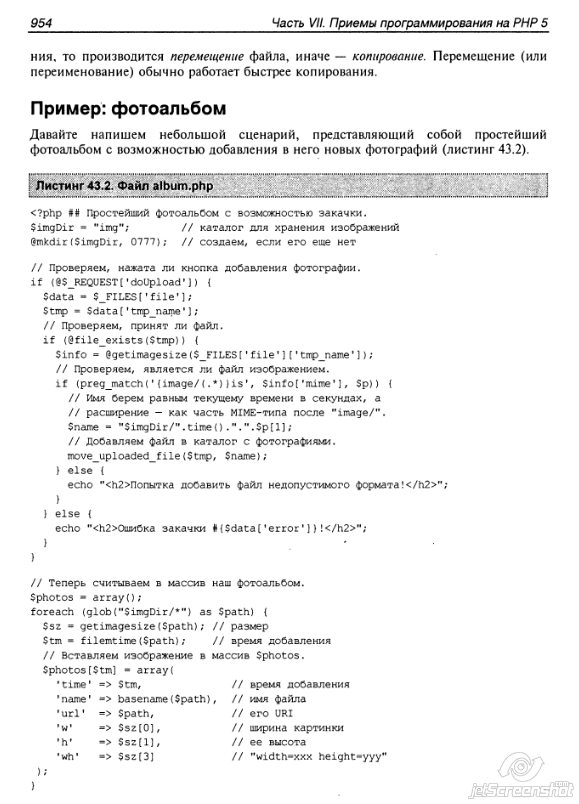 954
Часть VII. Приемы программирования на PHP 5
ния, то производится перемещение файла, иначе — копирование. Перемещение (или
переименование) обычно работает быстрее копирования.
Пример: фотоальбом
Давайте напишем небольшой сценарий, представляющий собой простейший
фотоальбом с возможностью добавления в него новых фотографий (листинг 43.2).
Листинг 43.2. Файл album.php
<?php ## Простейший фотоальбом с возможностью закачки.
$imgDir = "img";        // каталог для хранения изображений
@mkdir($imgDir, 0777);  // создаем, если его еще нет
// Проверяем, нажата ли кнопка добавления фотографии.
if (@$_REQUEST['doUpload']) {
  $data = $_FILES['file'];
  $tmp = $data['tmp_name'];
  // Проверяем, принят ли файл.
  if (@file_exists($tmp)) {
    $info = @getimagesize($_FILES['file']['tmp_name']);
    // Проверяем, является ли файл изображением.
    if (preg_match('{image/(.*)}is', $info['mime'], $p)) {
      // Имя берем равным текущему времени в секундах, а
      // расширение — как часть MIME-типа после "image/".
      $name = "$imgDir/".time().".".$p[1];
      // Добавляем файл в каталог с фотографиями.
      move_uploaded_file($tmp, $name);
    } else {
      echo "<h2>Попытка добавить файл недопустимого формата!</h2>";
    }
  } else {
    echo "<h2>Ошибка закачки #{$data['error']}!</h2>";
  }
}
// Теперь считываем в массив наш фотоальбом.
$photos = array();
foreach (glob("$imgDir/*") as $path) {
  $sz = getimagesize($path); // размер
  $tm = filemtime($path);    // время добавления
  // Вставляем изображение в массив $photos.
  $photos[$tm] = array(
    'time' => $tm,              // время добавления
    'name' => basename($path),  // имя файла
    'url'  => $path,            // его URI
    'w'    => $sz[0],           // ширина картинки
    'h'    => $sz[1],           // ее высота
    'wh'   => $sz[3]            // "width=xxx height=yyy"
  );
}
jetScreenshot.com